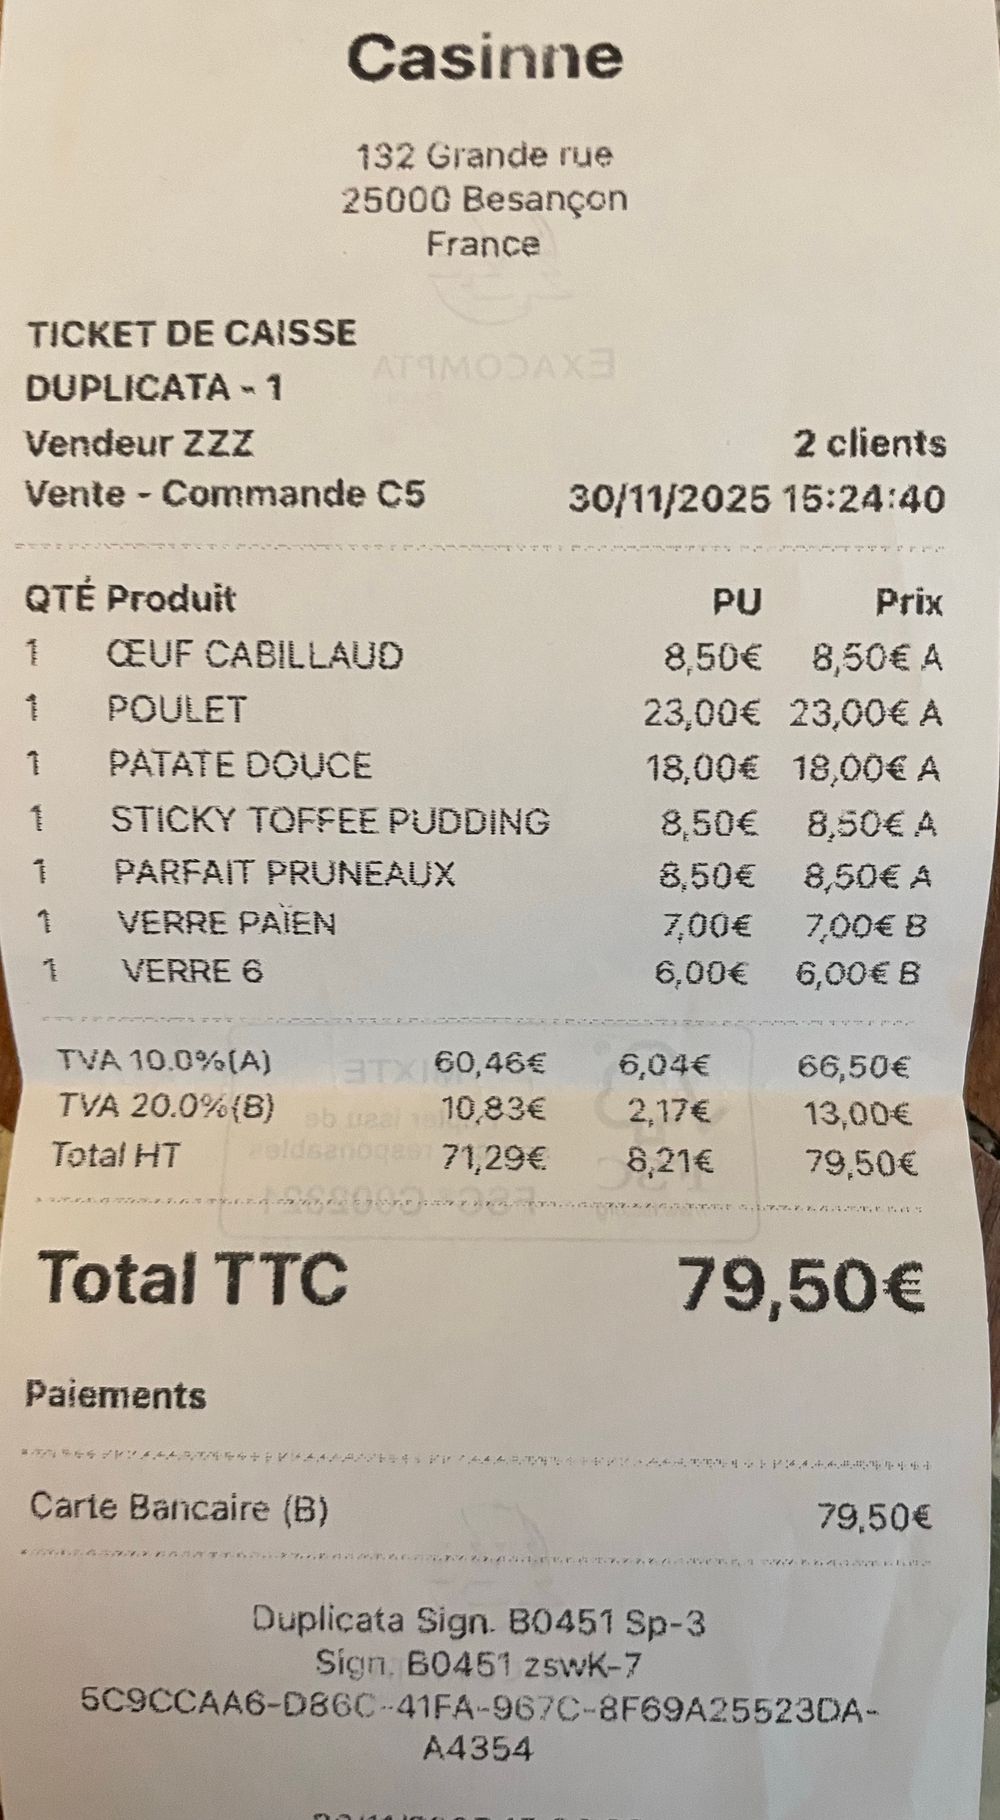 Casinne
132 Grande rue
25000 Besançon
France
EXACOMPTA
TICKET DE CAISSE
DUPLICATA - 1
Vendeur ZZZ 2 clients
Vente - Commande C5 30/11/2025 15:24:40
QTÉ Produit PU Prix
1 ŒUF CABILLAUD 8,50€ 8,50€ A
1 POULET 23,00€ 23,00€ A
1 PATATE DOUCE 18,00€ 18,00€ A
1 STICKY TOFFEE PUDDING 8,50€ 8,50€ A
1 PARFAIT PRUNEAUX 8,50€ 8,50€ A
1 VERRE PAÏEN 7,00€ 7,00€ B
1 VERRE 6 6,00€ 6,00€ B
TVA 10.0%(A) 60,46€ 6,04€ 66,50€
TVA 20.0%(B) 10,83€ 2,17€ 13,00€
Total HT 71,29€ 8,21€ 79,50€
Total TTC 79,50€
Paiements
Carte Bancaire (B) 79,50€
Duplicata Sign. B0451 Sp-3
Sign. B0451 zswK-7
5C9CCAA6-D86C-41FA-967C-8F69A25523DA-
A4354